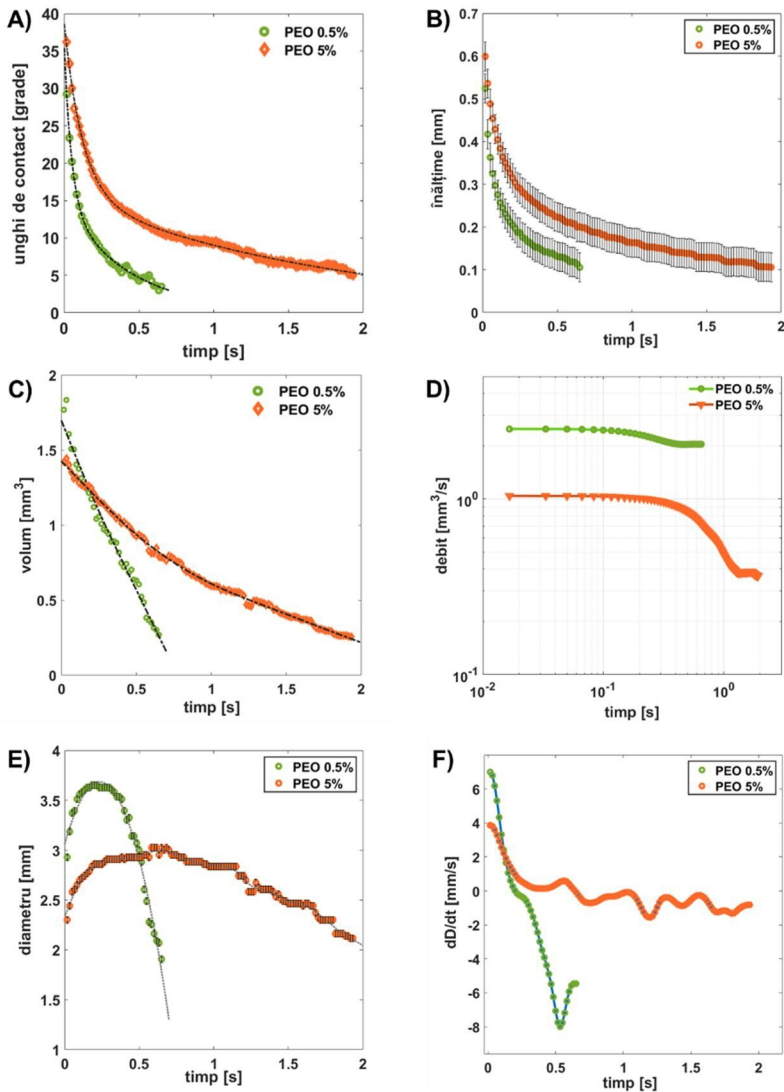 A)
unghi de contact [grade]
40
35
30
25
20
15
10
5
0
PEO 0.5%
PEO 5%
0 0.5 1 1.5 2
timp [s]
B)
înălțime [mm]
0.7
0.6
0.5
0.4
0.3
0.2
0.1
0
PEO 0.5%
PEO 5%
0 0.5 1 1.5 2
timp [s]
C)
volum [mm³]
2
1.5
1
0.5
0
PEO 0.5%
PEO 5%
0 0.5 1 1.5 2
timp [s]
D)
debit [mm³/s]
10⁰
10⁻¹
PEO 0.5%
PEO 5%
10⁻² 10⁻¹ 10⁰
timp [s]
E)
diametru [mm]
4
3.5
3
2.5
2
1.5
1
PEO 0.5%
PEO 5%
0 0.5 1 1.5 2
timp [s]
F)
dD/dt [mm/s]
8
6
4
2
0
-2
-4
-6
-8
PEO 0.5%
PEO 5%
0 0.5 1 1.5 2
timp [s]